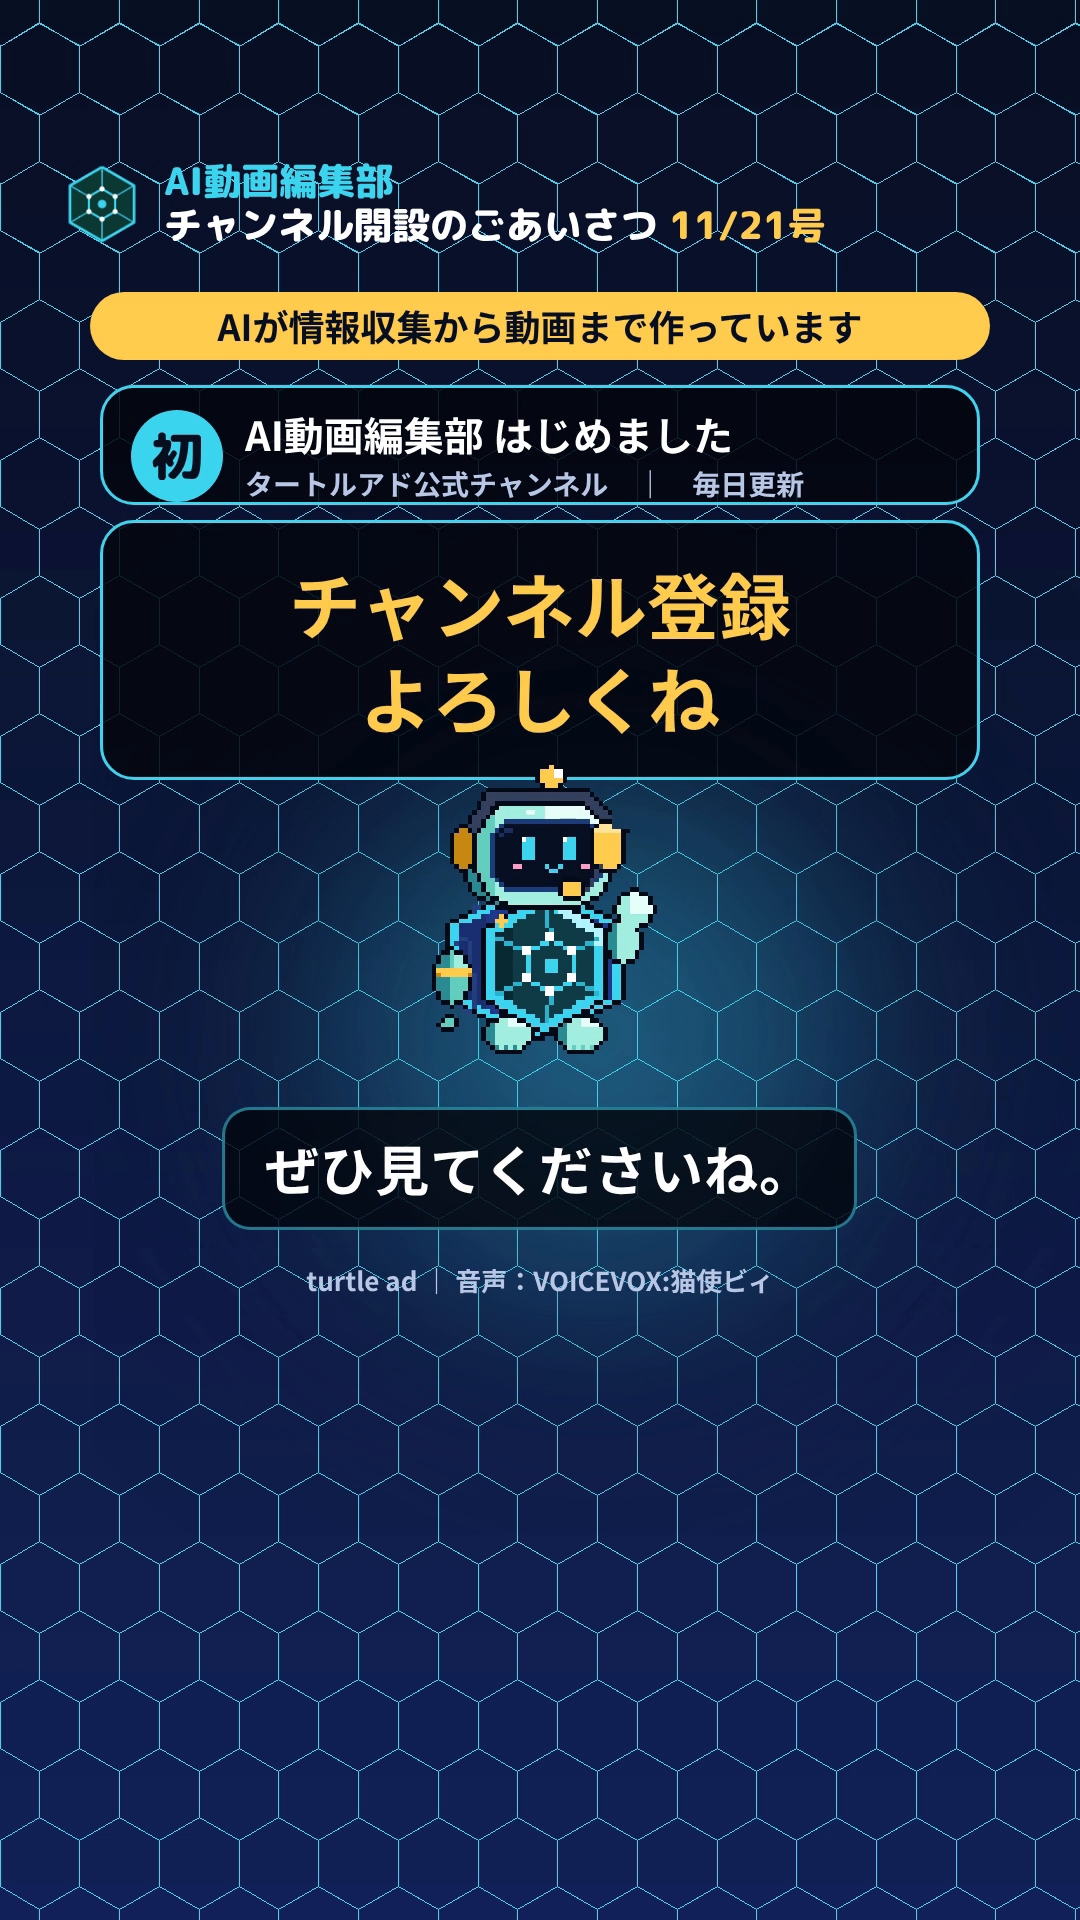 AI動画編集部
チャンネル開設のごあいさつ 11/21号
AIが情報収集から動画まで作っています
初
AI動画編集部 はじめました
タートルアド公式チャンネル ｜ 毎日更新
チャンネル登録
よろしくね
ぜひ見てくださいね。
turtle ad ｜ 音声：VOICEVOX:猫使ビィ